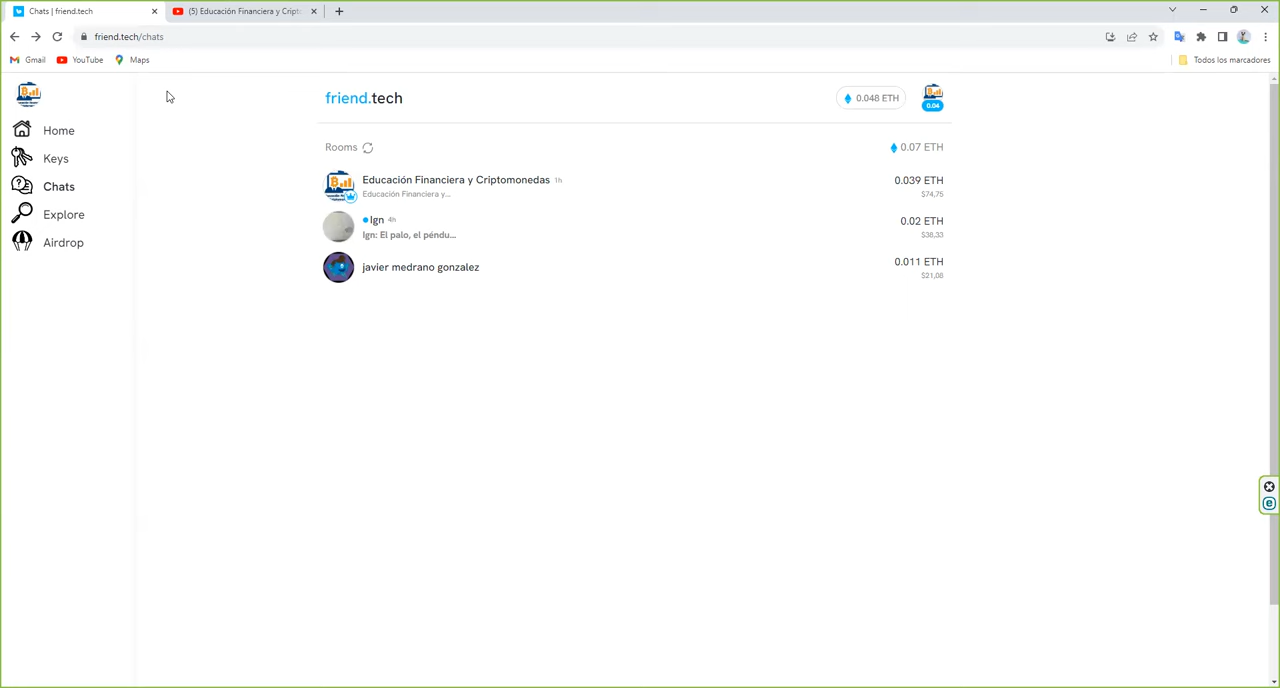 Chats | friend.tech
(5) Educación Financiera y Cripto
friend.tech/chats
Gmail
YouTube
Maps
Todos los marcadores
friend.tech
0.048 ETH
0.04
Home
Keys
Chats
Explore
Airdrop
Rooms
0.07 ETH
Educación Financiera y Criptomonedas 1h
0.039 ETH
Educación Financiera y...
$74,75
Ign 4h
0.02 ETH
Ign: El palo, el péndu...
$38,33
javier medrano gonzalez
0.011 ETH
$21,08